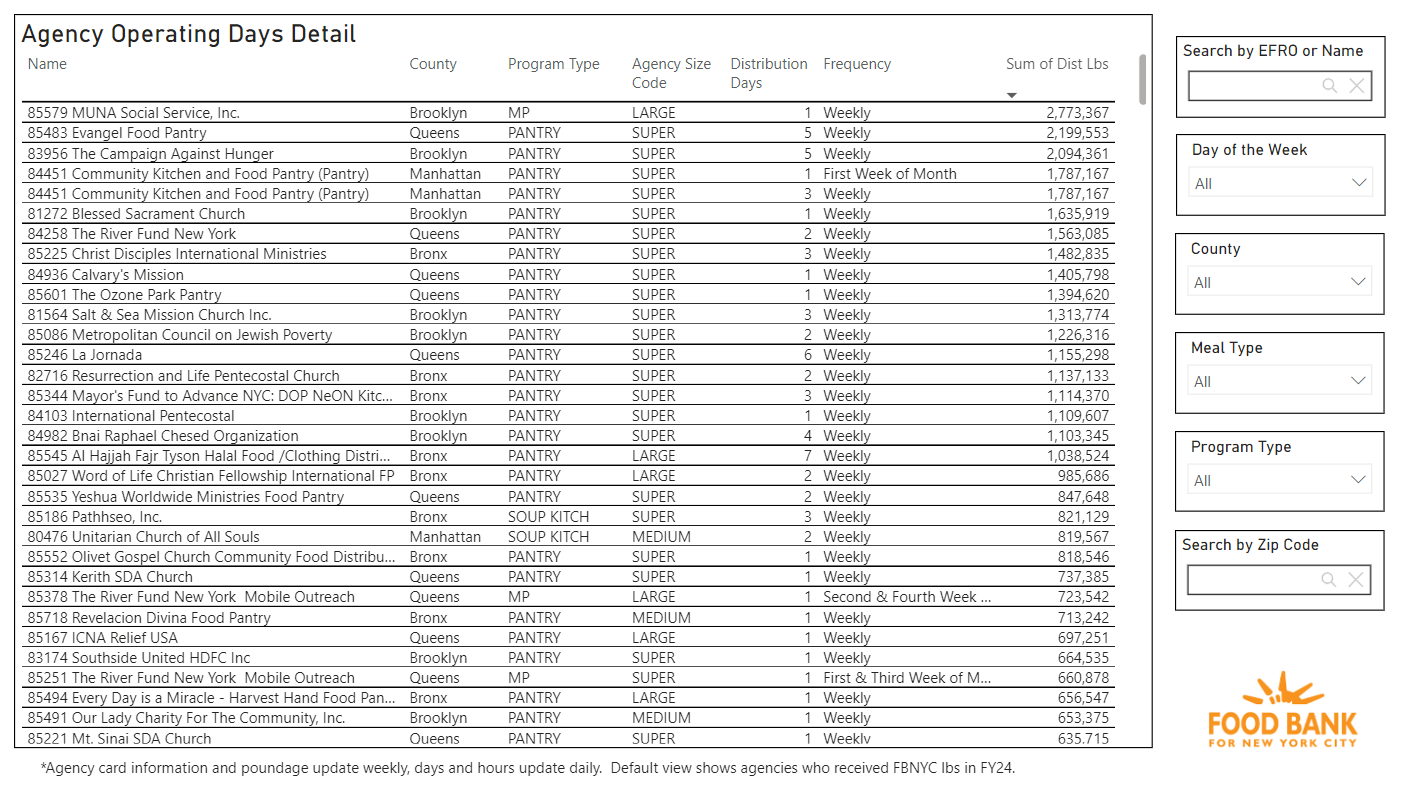 Agency Operating Days Detail
Name County Program Type Agency Size Code Distribution Days Frequency Sum of Dist Lbs
85579 MUNA Social Service, Inc. Brooklyn MP LARGE 1 Weekly 2,773,367
85483 Evangel Food Pantry Queens PANTRY SUPER 5 Weekly 2,199,553
83956 The Campaign Against Hunger Brooklyn PANTRY SUPER 5 Weekly 2,094,361
84451 Community Kitchen and Food Pantry (Pantry) Manhattan PANTRY SUPER 1 First Week of Month 1,787,167
84451 Community Kitchen and Food Pantry (Pantry) Manhattan PANTRY SUPER 3 Weekly 1,787,167
81272 Blessed Sacrament Church Brooklyn PANTRY SUPER 1 Weekly 1,635,919
84258 The River Fund New York Queens PANTRY SUPER 2 Weekly 1,563,085
85225 Christ Disciples International Ministries Bronx PANTRY SUPER 3 Weekly 1,482,835
84936 Calvary's Mission Queens PANTRY SUPER 1 Weekly 1,405,798
85601 The Ozone Park Pantry Queens PANTRY SUPER 1 Weekly 1,394,620
81564 Salt & Sea Mission Church Inc. Brooklyn PANTRY SUPER 3 Weekly 1,313,774
85086 Metropolitan Council on Jewish Poverty Brooklyn PANTRY SUPER 2 Weekly 1,226,316
85246 La Jornada Queens PANTRY SUPER 6 Weekly 1,155,298
82716 Resurrection and Life Pentecostal Church Bronx PANTRY SUPER 2 Weekly 1,137,133
85344 Mayor's Fund to Advance NYC: DOP NeON Kitc... Bronx PANTRY SUPER 3 Weekly 1,114,370
84103 International Pentecostal Brooklyn PANTRY SUPER 1 Weekly 1,109,607
84982 Bnai Raphael Chesed Organization Brooklyn PANTRY SUPER 4 Weekly 1,103,345
85545 Al Hajjah Fajr Tyson Halal Food /Clothing Distri... Bronx PANTRY LARGE 7 Weekly 1,038,524
85027 Word of Life Christian Fellowship International FP Bronx PANTRY LARGE 2 Weekly 985,686
85535 Yeshua Worldwide Ministries Food Pantry Queens PANTRY SUPER 2 Weekly 847,648
85186 Pathhseo, Inc. Bronx SOUP KITCH SUPER 3 Weekly 821,129
80476 Unitarian Church of All Souls Manhattan SOUP KITCH MEDIUM 2 Weekly 819,567
85552 Olivet Gospel Church Community Food Distribu... Bronx PANTRY SUPER 1 Weekly 818,546
85314 Kerith SDA Church Queens PANTRY SUPER 1 Weekly 737,385
85378 The River Fund New York  Mobile Outreach Queens MP LARGE 1 Second & Fourth Week ... 723,542
85718 Revelacion Divina Food Pantry Bronx PANTRY MEDIUM 1 Weekly 713,242
85167 ICNA Relief USA Queens PANTRY LARGE 1 Weekly 697,251
83174 Southside United HDFC Inc Brooklyn PANTRY SUPER 1 Weekly 664,535
85251 The River Fund New York  Mobile Outreach Queens MP SUPER 1 First & Third Week of M... 660,878
85494 Every Day is a Miracle - Harvest Hand Food Pan... Bronx PANTRY LARGE 1 Weekly 656,547
85491 Our Lady Charity For The Community, Inc. Brooklyn PANTRY MEDIUM 1 Weekly 653,375
85221 Mt. Sinai SDA Church Queens PANTRY SUPER 1 Weekly 635,715
*Agency card information and poundage update weekly, days and hours update daily.  Default view shows agencies who received FBNYC lbs in FY24.
Search by EFRO or Name
Day of the Week
All
County
All
Meal Type
All
Program Type
All
Search by Zip Code
FOOD BANK
FOR NEW YORK CITY